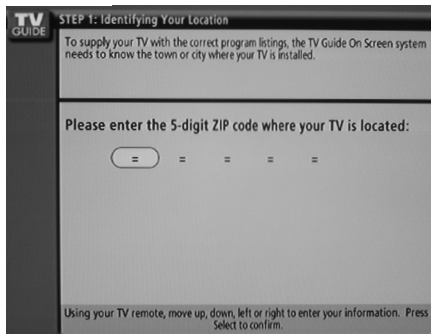 TV
GUIDE
STEP 1: Identifying Your Location
To supply your TV with the correct program listings, the TV Guide On Screen system
needs to know the town or city where your TV is installed.
Please enter the 5-digit ZIP code where your TV is located:
= = = = =
Using your TV remote, move up, down, left or right to enter your information. Press
Select to confirm.